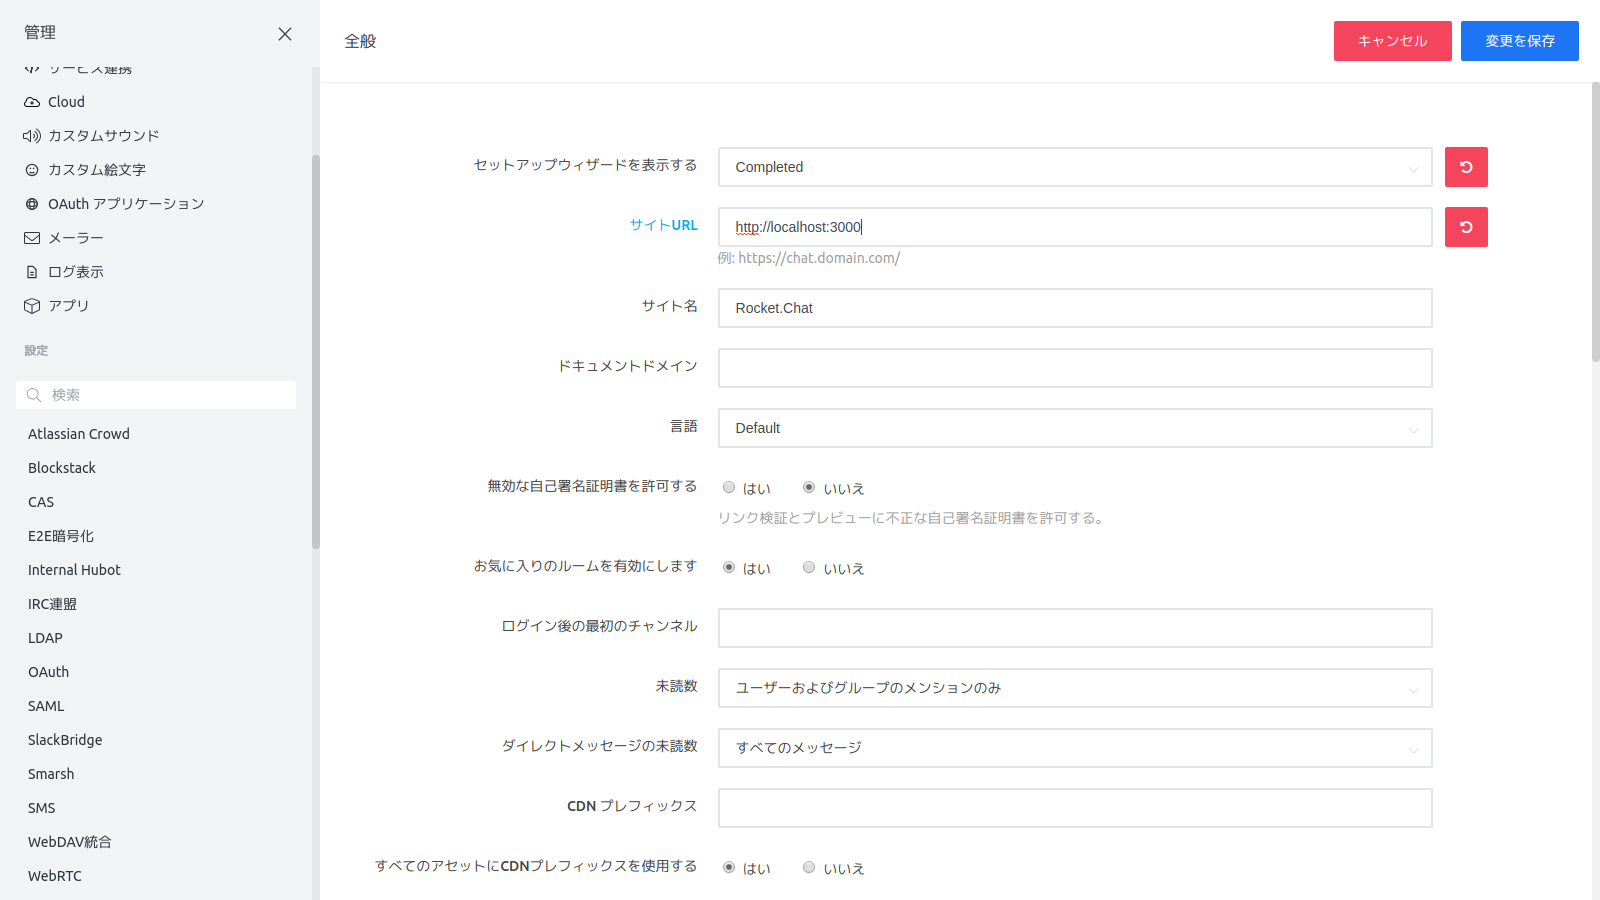 管理
サービス連携
Cloud
カスタムサウンド
カスタム絵文字
OAuth アプリケーション
メーラー
ログ表示
アプリ
設定
検索
Atlassian Crowd
Blockstack
CAS
E2E暗号化
Internal Hubot
IRC連盟
LDAP
OAuth
SAML
SlackBridge
Smarsh
SMS
WebDAV統合
WebRTC
全般
キャンセル
変更を保存
セットアップウィザードを表示する
Completed
サイトURL
http://localhost:3000
例: https://chat.domain.com/
サイト名
Rocket.Chat
ドキュメントドメイン
言語
Default
無効な自己署名証明書を許可する
はい いいえ
リンク検証とプレビューに不正な自己署名証明書を許可する。
お気に入りのルームを有効にします
はい いいえ
ログイン後の最初のチャンネル
未読数
ユーザーおよびグループのメンションのみ
ダイレクトメッセージの未読数
すべてのメッセージ
CDN プレフィックス
すべてのアセットにCDNプレフィックスを使用する
はい いいえ